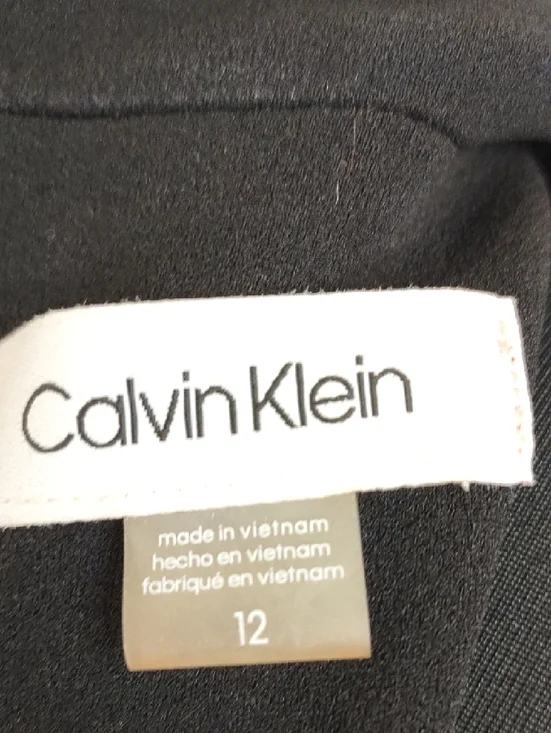 Calvin Klein
made in vietnam
hecho en vietnam
fabriqué en vietnam
12